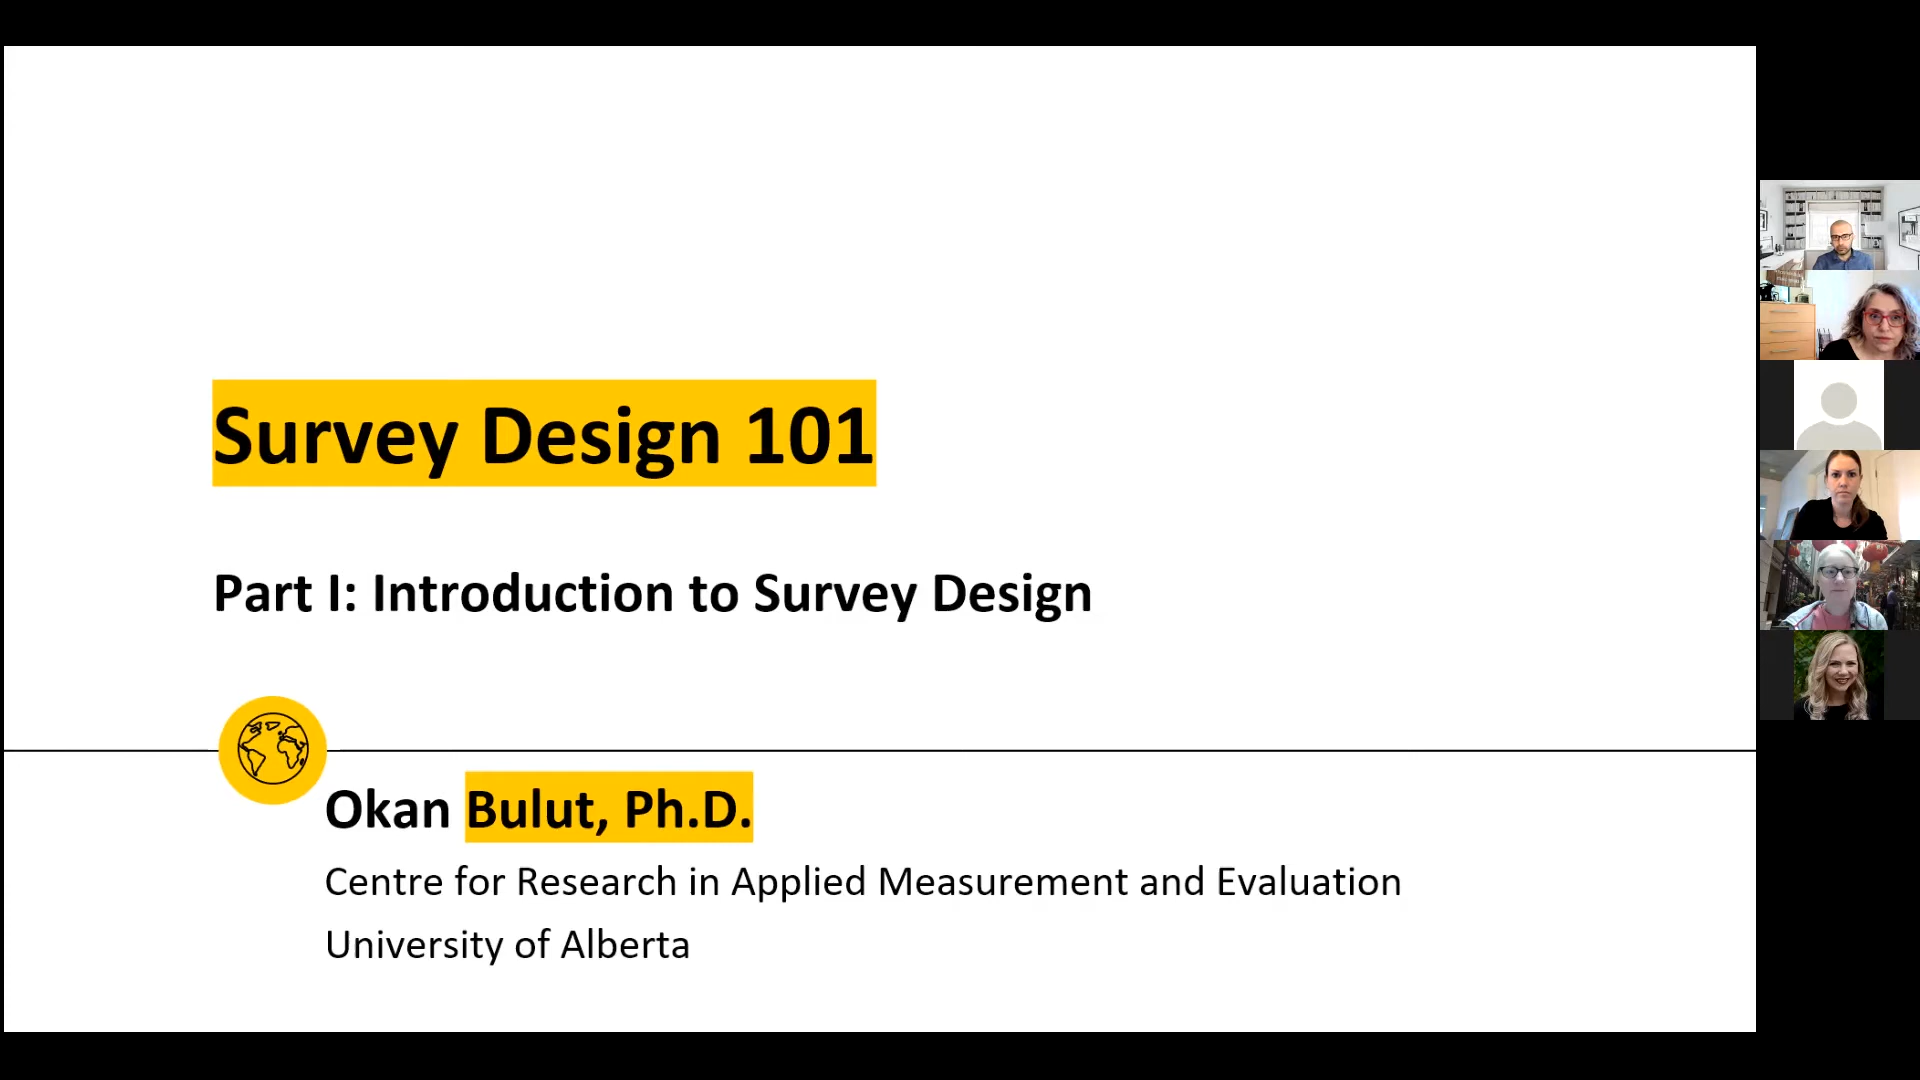 Survey Design 101
Part I: Introduction to Survey Design
Okan Bulut, Ph.D.
Centre for Research in Applied Measurement and Evaluation
University of Alberta